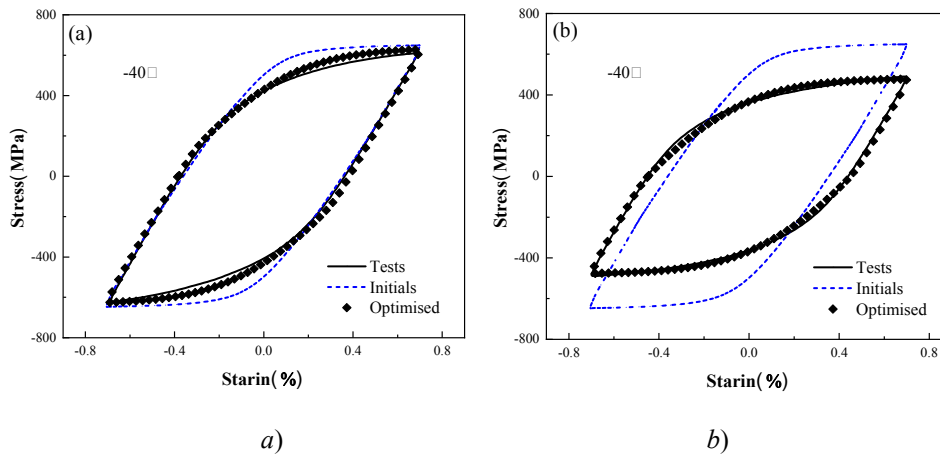 800
400
0
-400
-800
Stress(MPa)
(a)
-40□
Tests
Initials
Optimised
-0.8 -0.4 0.0 0.4 0.8
Starin(%)
a)
800
400
0
-400
-800
Stress(MPa)
(b)
-40□
Tests
Initials
Optimised
-0.8 -0.4 0.0 0.4 0.8
Starin(%)
b)